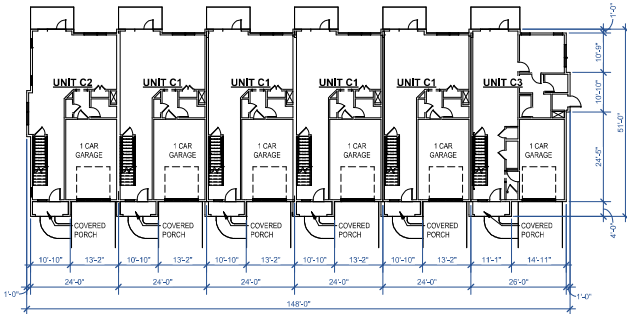 1'-0"
10'-9"
UNIT C2 UNIT C1 UNIT C1 UNIT C1 UNIT C1 UNIT C3
10'-10"
51'-0"
1 CAR GARAGE
1 CAR GARAGE
1 CAR GARAGE
1 CAR GARAGE
1 CAR GARAGE
1 CAR GARAGE
24'-5"
COVERED PORCH
COVERED PORCH
COVERED PORCH
COVERED PORCH
COVERED PORCH
COVERED PORCH
4'-0"
10'-10" 13'-2" 10'-10" 13'-2" 10'-10" 13'-2" 10'-10" 13'-2" 10'-10" 13'-2" 11'-1" 14'-11"
24'-0" 24'-0" 24'-0" 24'-0" 24'-0" 26'-0"
1'-0" 1'-0"
148'-0"